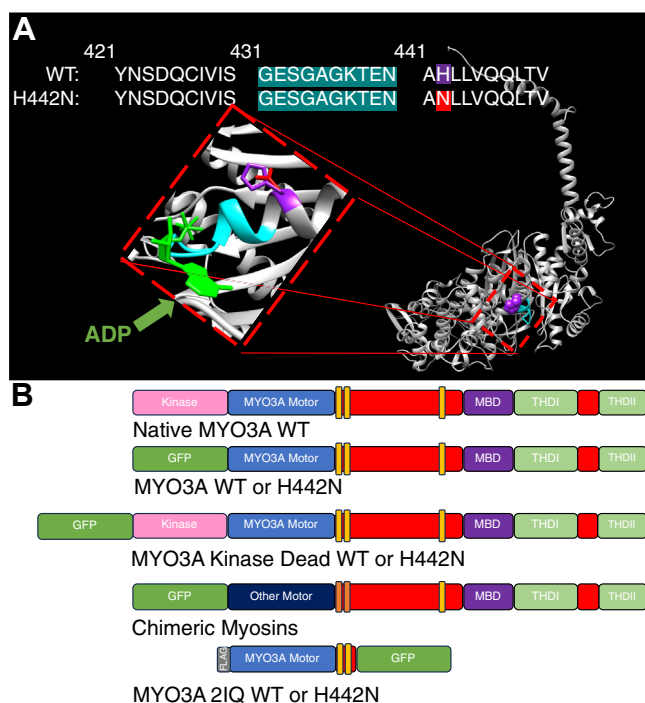 A
421 431 441
WT: YNSDQCIVIS GESGAGKTEN AHLLVQQLTV
H442N: YNSDQCIVIS GESGAGKTEN ANLLVQQLTV
ADP
B
Kinase MYO3A Motor MBD THDI THDII
Native MYO3A WT
GFP MYO3A Motor MBD THDI THDII
MYO3A WT or H442N
GFP Kinase MYO3A Motor MBD THDI THDII
MYO3A Kinase Dead WT or H442N
GFP Other Motor MBD THDI THDII
Chimeric Myosins
FLAG MYO3A Motor GFP
MYO3A 2IQ WT or H442N